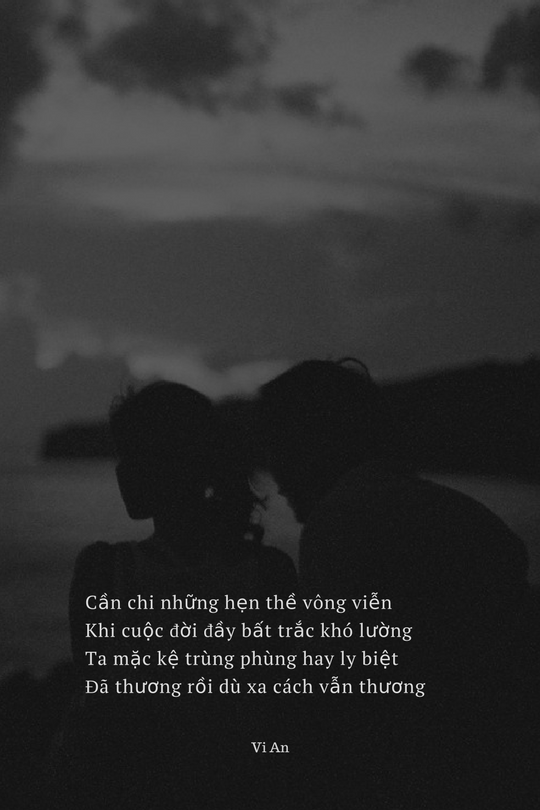 Cần chi những hẹn thề vông viễn
Khi cuộc đời đầy bất trắc khó lường
Ta mặc kệ trùng phùng hay ly biệt
Đã thương rồi dù xa cách vẫn thương
Vi An